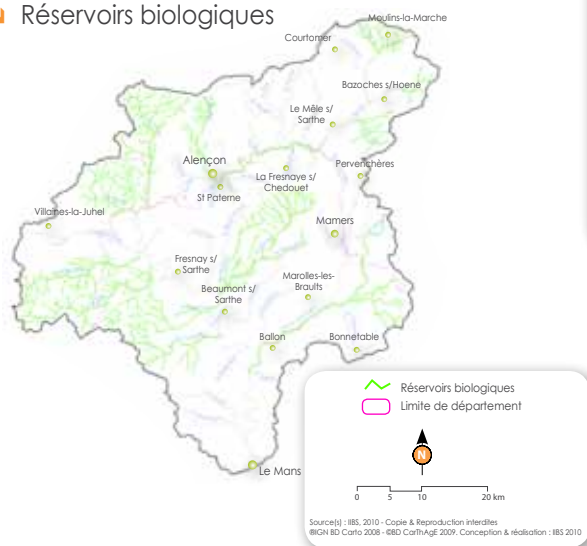 Réservoirs biologiques
Moulins-la-Marche
Courtomer
Bazoches s/Hoene
Le Mêle s/
Sarthe
Alençon
La Fresnaye s/
Chedouet
Pervenchères
St Paterne
Villaines-la-Juhel
Mamers
Fresnay s/
Sarthe
Beaumont s/
Sarthe
Marolles-les-
Braults
Ballon
Bonnetable
Le Mans
Réservoirs biologiques
Limite de département
N
0 5 10 20 km
Source(s) : IIBS, 2010 - Copie & Reproduction interdites
©IGN BD Carto 2008 - ©BD CarThAgE 2009. Conception & réalisation : IIBS 2010